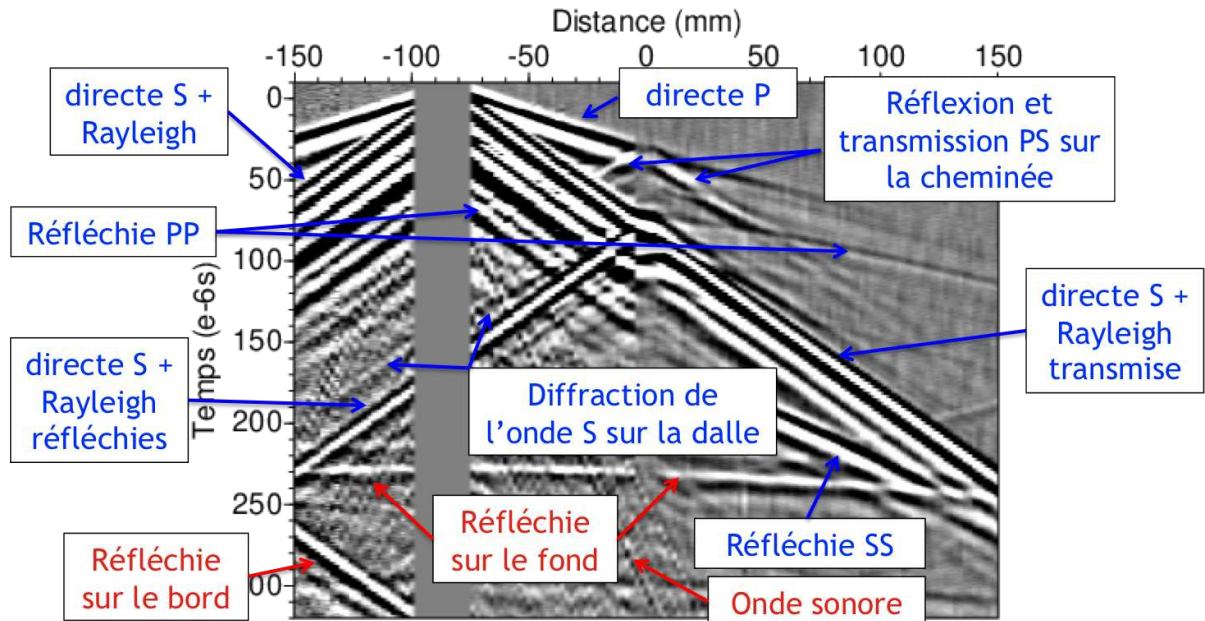 Distance (mm)
-150 -100 -50 0 50 100 150
directe S +
Rayleigh
directe P
Réflexion et
transmission PS sur
la cheminée
Réfléchie PP
directe S +
Rayleigh
transmise
directe S +
Rayleigh
réfléchies
Diffraction de
l'onde S sur la dalle
Temps (e-6s)
0
50
100
150
200
250
00
Réfléchie
sur le fond
Réfléchie SS
Réfléchie
sur le bord
Onde sonore